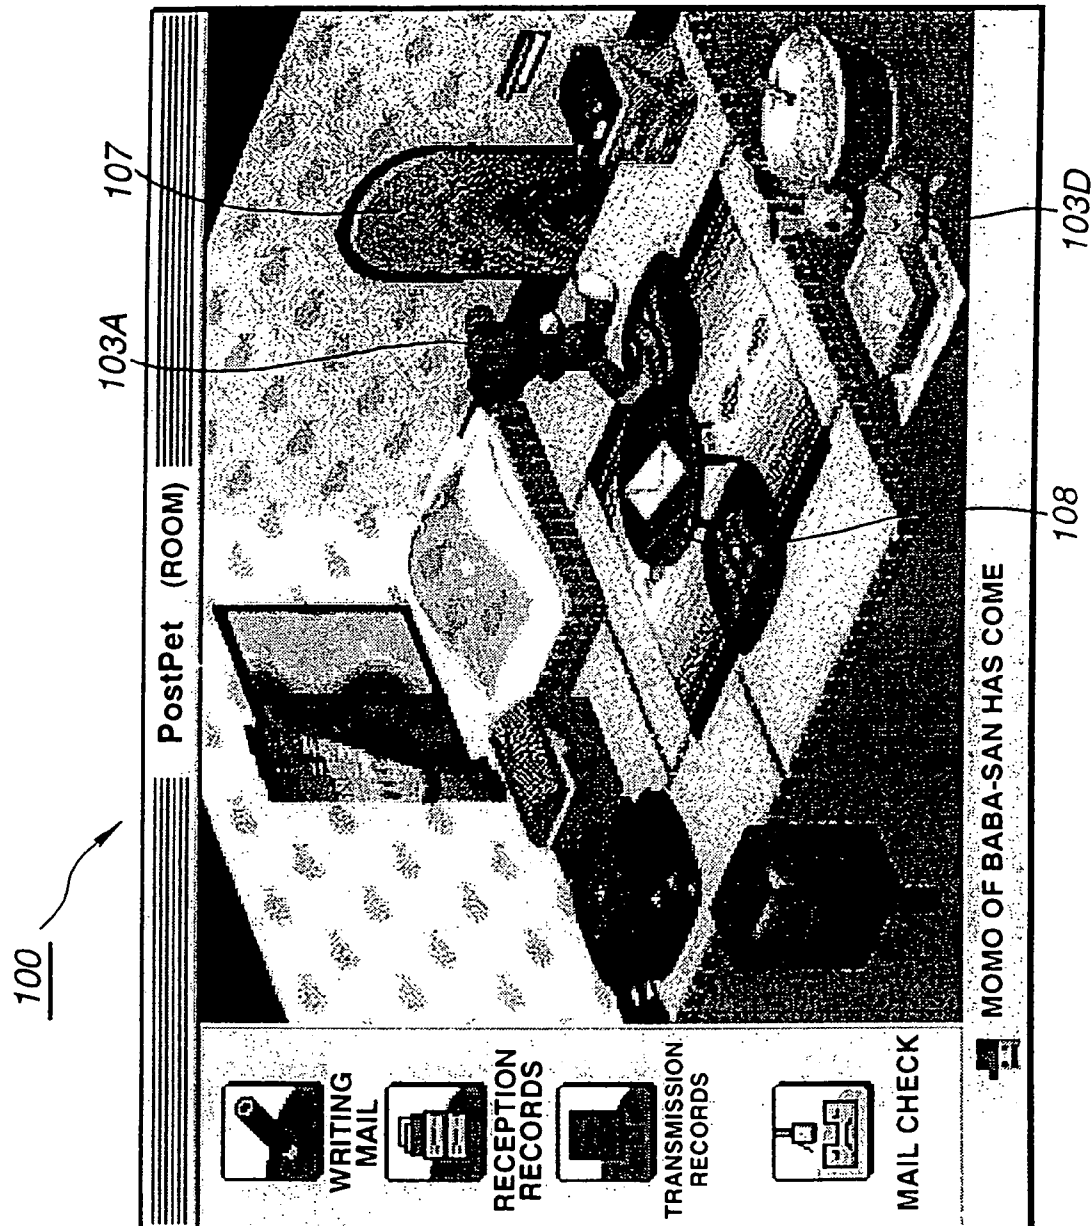 100
PostPet (ROOM)
103A
107
WRITING
MAIL
RECEPTION
RECORDS
TRANSMISSION
RECORDS
MAIL CHECK
MOMO OF BABA-SAN HAS COME
108
103D